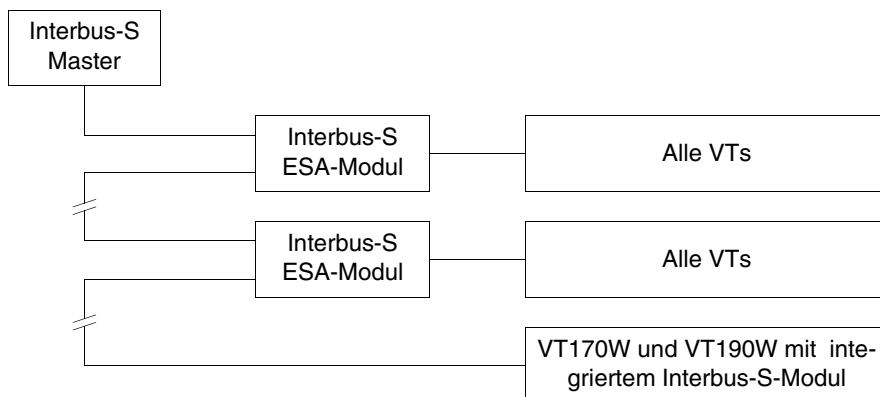 Interbus-S
Master
Interbus-S
ESA-Modul
Alle VTs
Interbus-S
ESA-Modul
Alle VTs
VT170W und VT190W mit inte-
griertem Interbus-S-Modul